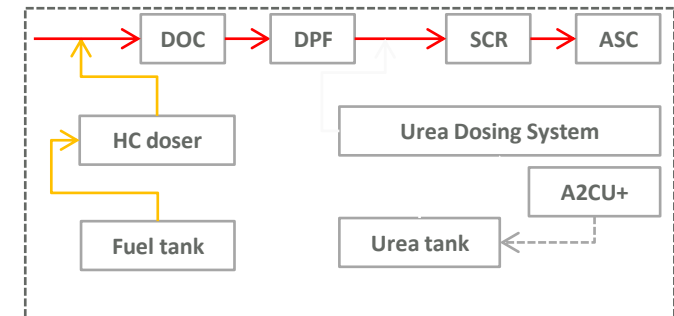 DOC
DPF
SCR
ASC
HC doser
Urea Dosing System
A2CU+
Fuel tank
Urea tank